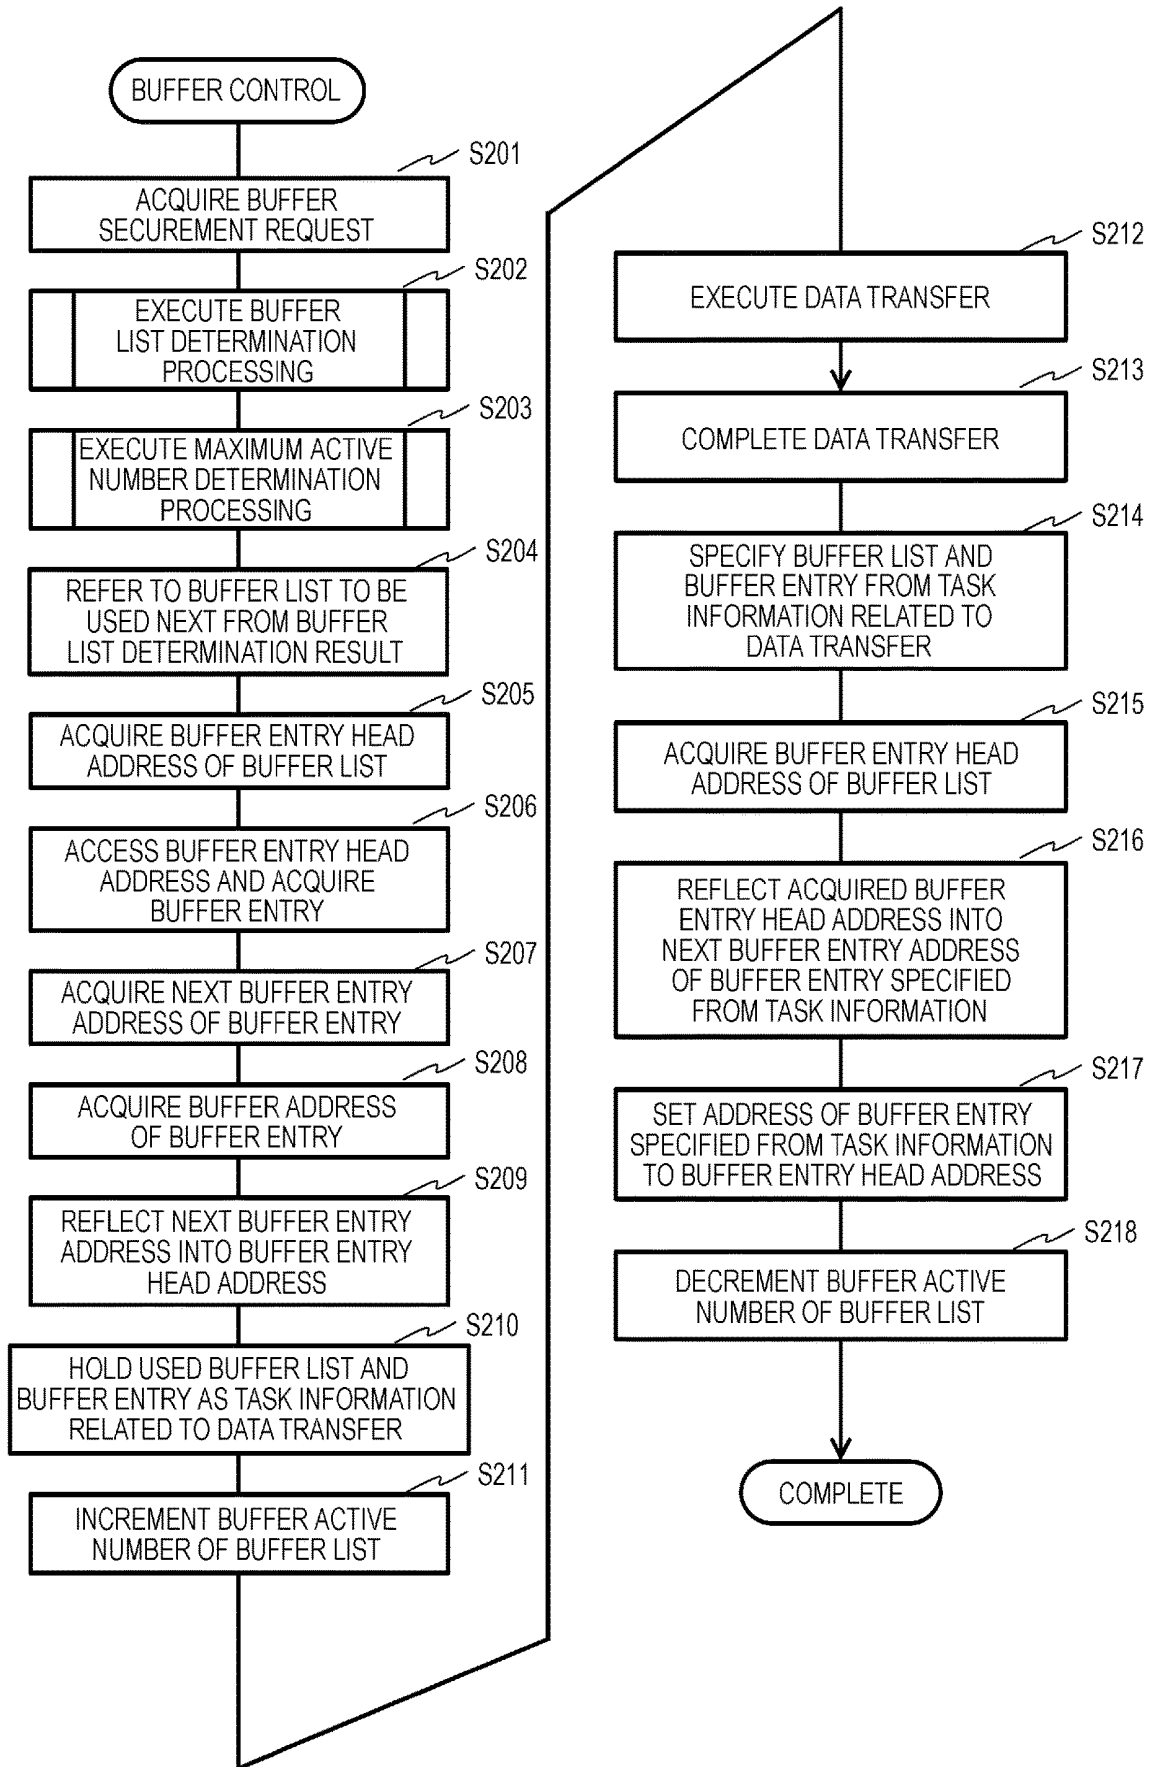 BUFFER CONTROL
S201
ACQUIRE BUFFER
SECUREMENT REQUEST
S202
EXECUTE BUFFER
LIST DETERMINATION
PROCESSING
S203
EXECUTE MAXIMUM ACTIVE
NUMBER DETERMINATION
PROCESSING
S204
REFER TO BUFFER LIST TO BE
USED NEXT FROM BUFFER
LIST DETERMINATION RESULT
S205
ACQUIRE BUFFER ENTRY HEAD
ADDRESS OF BUFFER LIST
S206
ACCESS BUFFER ENTRY HEAD
ADDRESS AND ACQUIRE
BUFFER ENTRY
S207
ACQUIRE NEXT BUFFER ENTRY
ADDRESS OF BUFFER ENTRY
S208
ACQUIRE BUFFER ADDRESS
OF BUFFER ENTRY
S209
REFLECT NEXT BUFFER ENTRY
ADDRESS INTO BUFFER ENTRY
HEAD ADDRESS
S210
HOLD USED BUFFER LIST AND
BUFFER ENTRY AS TASK INFORMATION
RELATED TO DATA TRANSFER
S211
INCREMENT BUFFER ACTIVE
NUMBER OF BUFFER LIST
S212
EXECUTE DATA TRANSFER
S213
COMPLETE DATA TRANSFER
S214
SPECIFY BUFFER LIST AND
BUFFER ENTRY FROM TASK
INFORMATION RELATED TO
DATA TRANSFER
S215
ACQUIRE BUFFER ENTRY HEAD
ADDRESS OF BUFFER LIST
S216
REFLECT ACQUIRED BUFFER
ENTRY HEAD ADDRESS INTO
NEXT BUFFER ENTRY ADDRESS
OF BUFFER ENTRY SPECIFIED
FROM TASK INFORMATION
S217
SET ADDRESS OF BUFFER ENTRY
SPECIFIED FROM TASK INFORMATION
TO BUFFER ENTRY HEAD ADDRESS
S218
DECREMENT BUFFER ACTIVE
NUMBER OF BUFFER LIST
COMPLETE